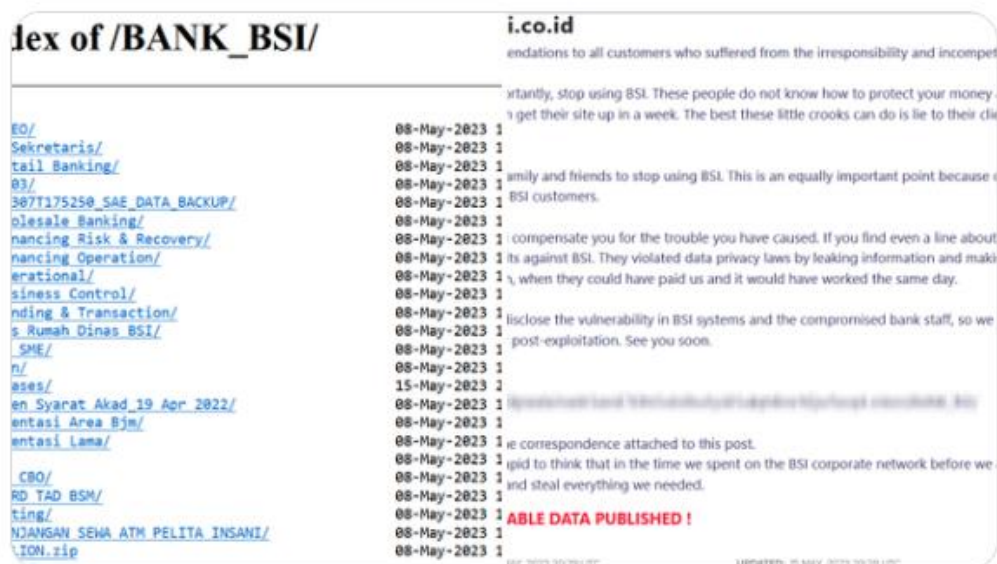 dex of /BANK_BSI/
EO/ 08-May-2023 1
Sekretaris/ 08-May-2023 1
tail Banking/ 08-May-2023 1
03/ 08-May-2023 1
307T175250_SAE_DATA_BACKUP/ 08-May-2023 1
olesale Banking/ 08-May-2023 1
nancing Risk & Recovery/ 08-May-2023 1
nancing Operation/ 08-May-2023 1
erational/ 08-May-2023 1
siness Control/ 08-May-2023 1
nding & Transaction/ 08-May-2023 1
s Rumah Dinas BSI/ 08-May-2023 1
SME/ 08-May-2023 1
n/ 08-May-2023 1
ases/ 15-May-2023 2
en Syarat Akad_19 Apr 2022/ 08-May-2023 1
entasi Area Bjm/ 08-May-2023 1
entasi Lama/ 08-May-2023 1
08-May-2023 1
CBO/ 08-May-2023 1
RD TAD BSM/ 08-May-2023 1
ting/ 08-May-2023 1
NJANGAN SEWA ATM PELITA INSANI/ 08-May-2023 1
ION.zip 08-May-2023 1
i.co.id
endations to all customers who suffered from the irresponsibility and incompet
ortantly, stop using BSI. These people do not know how to protect your money
get their site up in a week. The best these little crooks can do is lie to their clie
amily and friends to stop using BSI. This is an equally important point because
BSI customers.
compensate you for the trouble you have caused. If you find even a line about
its against BSI. They violated data privacy laws by leaking information and maki
, when they could have paid us and it would have worked the same day.
disclose the vulnerability in BSI systems and the compromised bank staff, so we
post-exploitation. See you soon.
e correspondence attached to this post.
upid to think that in the time we spent on the BSI corporate network before we
and steal everything we needed.
ABLE DATA PUBLISHED !